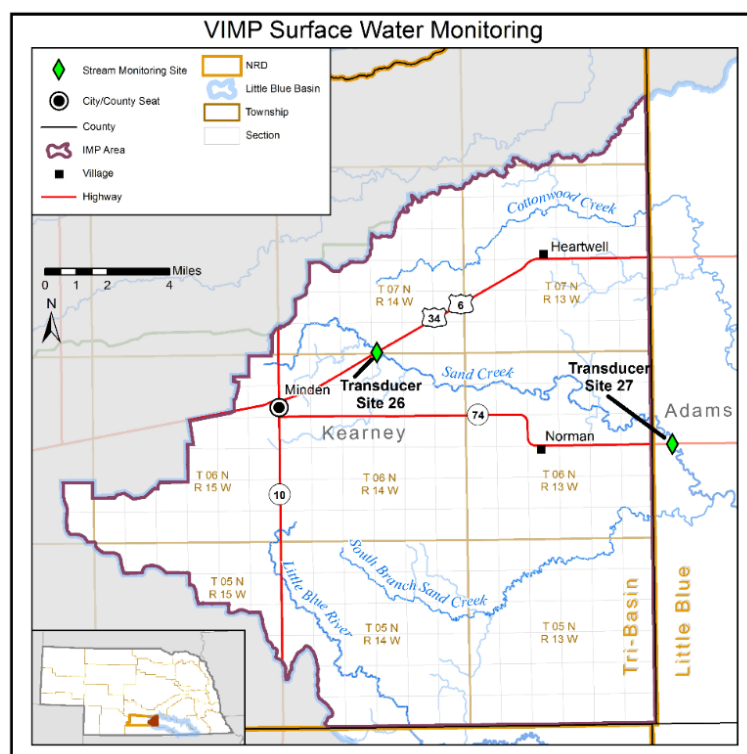 VIMP Surface Water Monitoring
Stream Monitoring Site
City/County Seat
County
IMP Area
Village
Highway
NRD
Little Blue Basin
Township
Section
0 1 2 4 Miles
N
Cottonwood Creek
Heartwell
T 07 N
R 14 W
T 07 N
R 13 W
6
34
Sand Creek
Transducer
Site 26
Transducer
Site 27
Minden
Adams
74
Kearney
Norman
T 06 N
R 15 W
T 06 N
R 14 W
T 06 N
R 13 W
10
Little Blue River
South Branch Sand Creek
T 05 N
R 15 W
T 05 N
R 14 W
T 05 N
R 13 W
Tri-Basin
Little Blue